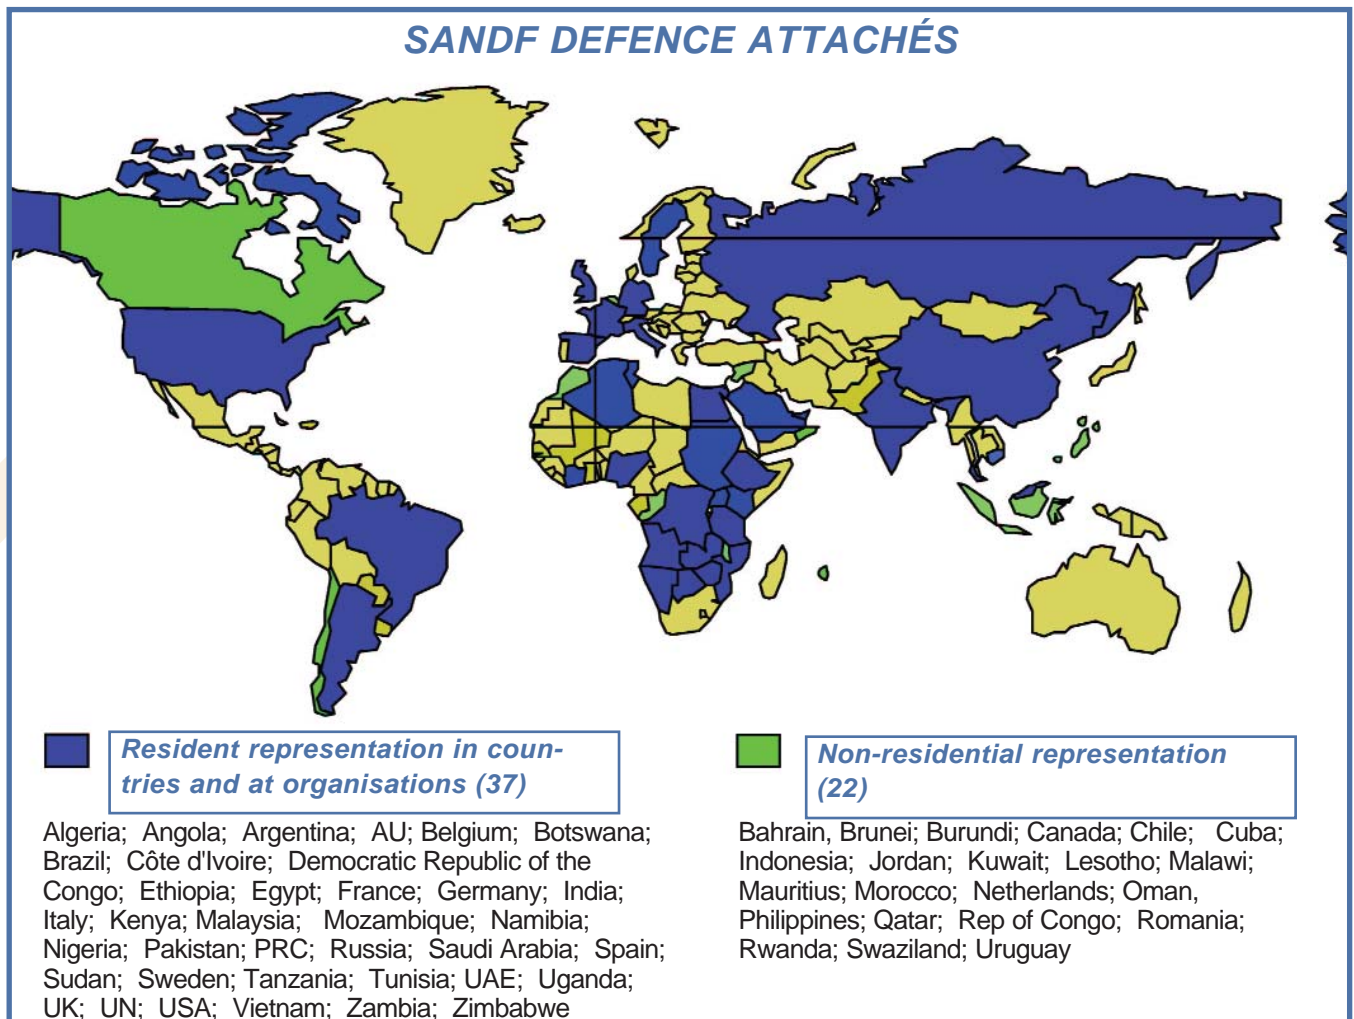 SANDF DEFENCE ATTACHÉS
Resident representation in coun-
tries and at organisations (37)
Algeria; Angola; Argentina; AU; Belgium; Botswana;
Brazil; Côte d'Ivoire; Democratic Republic of the
Congo; Ethiopia; Egypt; France; Germany; India;
Italy; Kenya; Malaysia; Mozambique; Namibia;
Nigeria; Pakistan; PRC; Russia; Saudi Arabia; Spain;
Sudan; Sweden; Tanzania; Tunisia; UAE; Uganda;
UK; UN; USA; Vietnam; Zambia; Zimbabwe
Non-residential representation
(22)
Bahrain, Brunei; Burundi; Canada; Chile; Cuba;
Indonesia; Jordan; Kuwait; Lesotho; Malawi;
Mauritius; Morocco; Netherlands; Oman,
Philippines; Qatar; Rep of Congo; Romania;
Rwanda; Swaziland; Uruguay